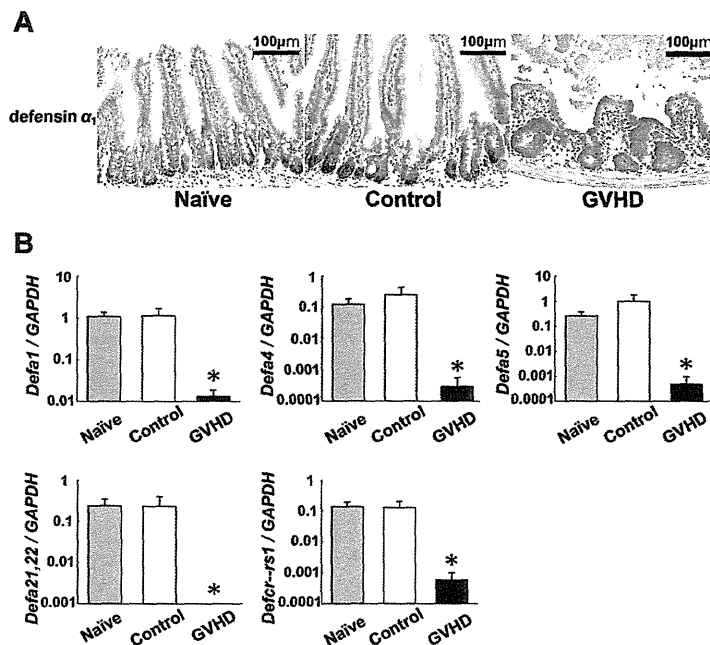 A
100μm
100μm
100μm
defensin α1
Naïve
Control
GVHD
B
Defa1 / GAPDH
10
1
0.1
0.01
Naïve
Control
*
GVHD
Defa4 / GAPDH
1
0.1
0.01
0.001
0.0001
Naïve
Control
*
GVHD
Defa5 / GAPDH
10
1
0.1
0.01
0.001
0.0001
Naïve
Control
*
GVHD
Defa21,22 / GAPDH
1
0.1
0.01
0.001
Naïve
Control
*
GVHD
Defcr--rs1 / GAPDH
1
0.1
0.01
0.001
0.0001
Naïve
Control
*
GVHD